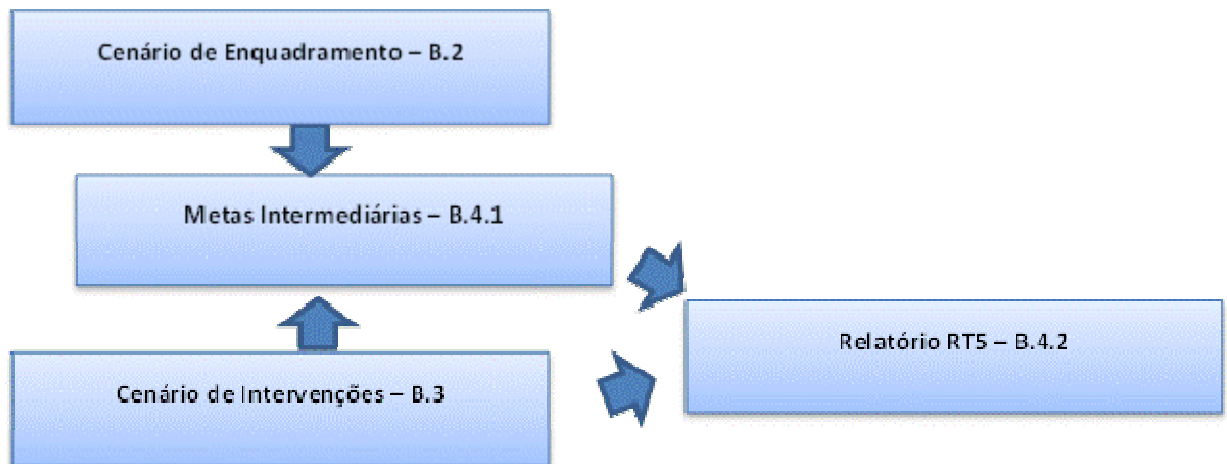 Cenário de Enquadramento – B.2
Metas Intermediárias – B.4.1
Relatório RT5 – B.4.2
Cenário de Intervenções – B.3